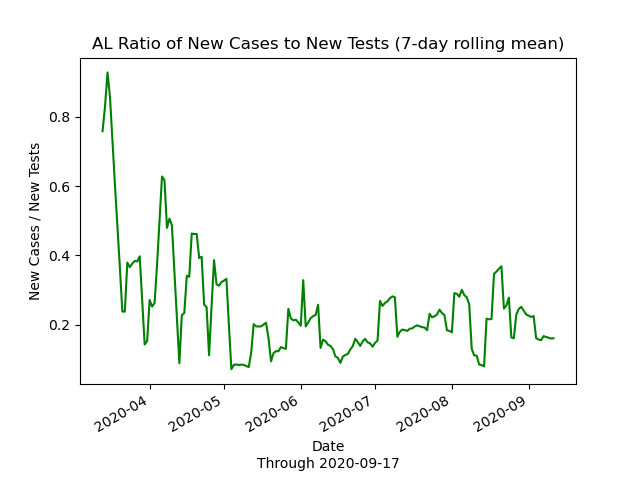 AL Ratio of New Cases to New Tests (7-day rolling mean)
New Cases / New Tests
0.8
0.6
0.4
0.2
2020-04
2020-05
2020-06
2020-07
2020-08
2020-09
Date
Through 2020-09-17